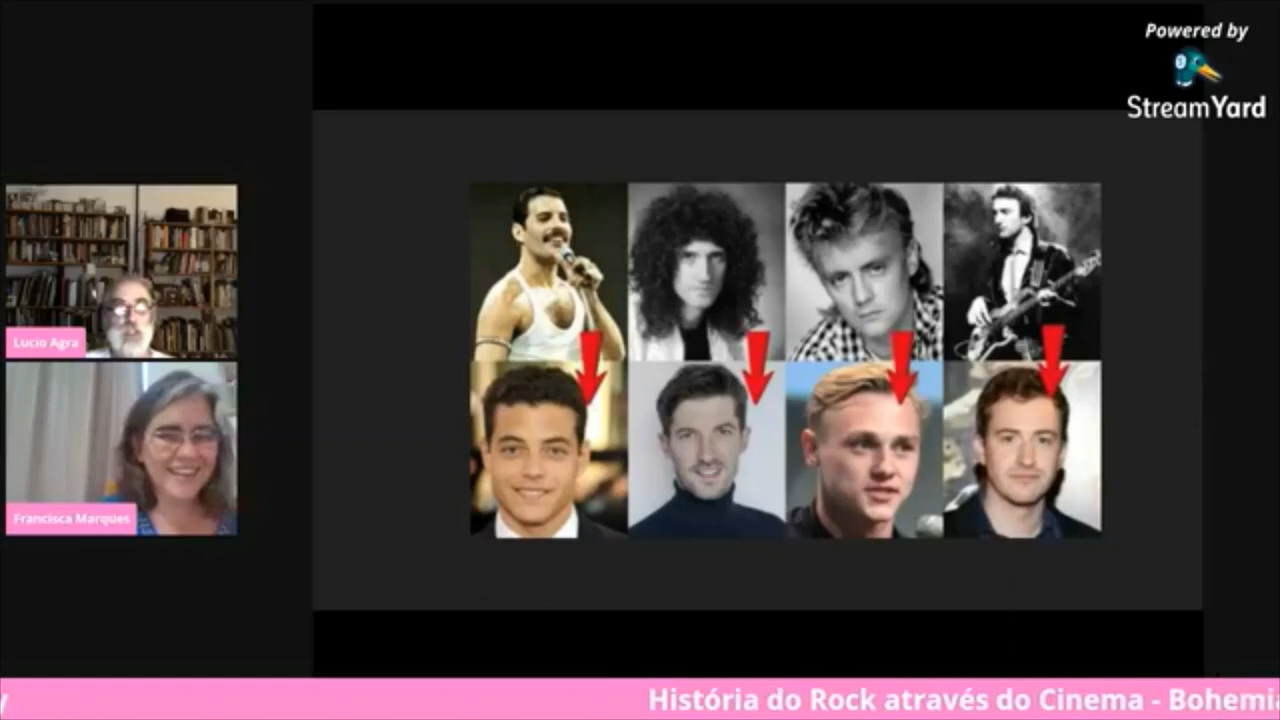 Powered by
StreamYard
Lucio Agra
Francisca Marques
História do Rock através do Cinema - Bohemi